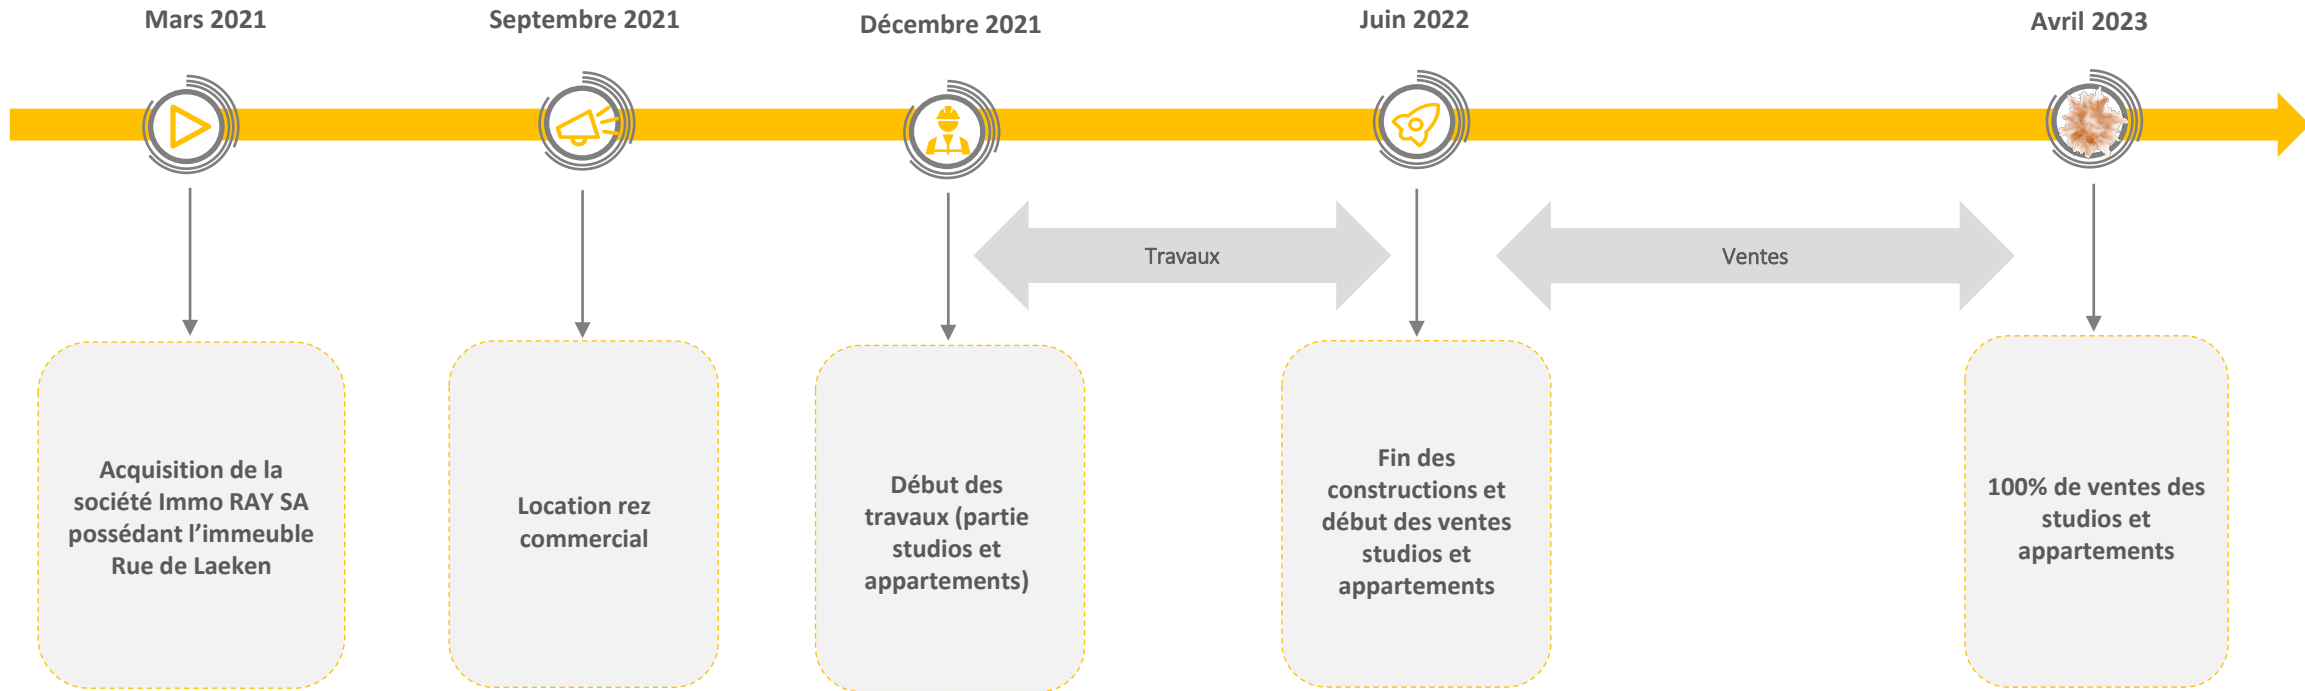 Mars 2021
Septembre 2021
Décembre 2021
Juin 2022
Avril 2023
Travaux
Ventes
Acquisition de la
société Immo RAY SA
possédant l’immeuble
Rue de Laeken
Location rez
commercial
Début des
travaux (partie
studios et
appartements)
Fin des
constructions et
début des ventes
studios et
appartements
100% de ventes des
studios et
appartements